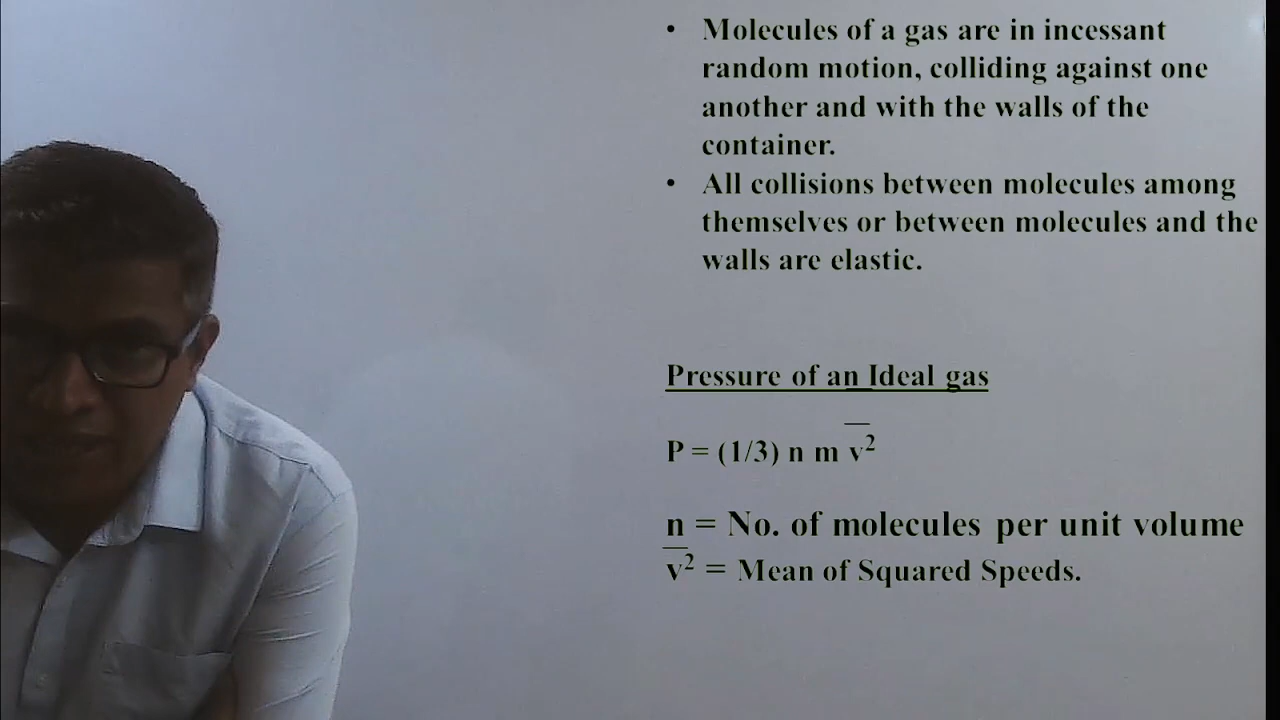 • Molecules of a gas are in incessant
random motion, colliding against one
another and with the walls of the
container.
• All collisions between molecules among
themselves or between molecules and the
walls are elastic.
Pressure of an Ideal gas
P = (1/3) n m v̅²
n = No. of molecules per unit volume
v̅² = Mean of Squared Speeds.